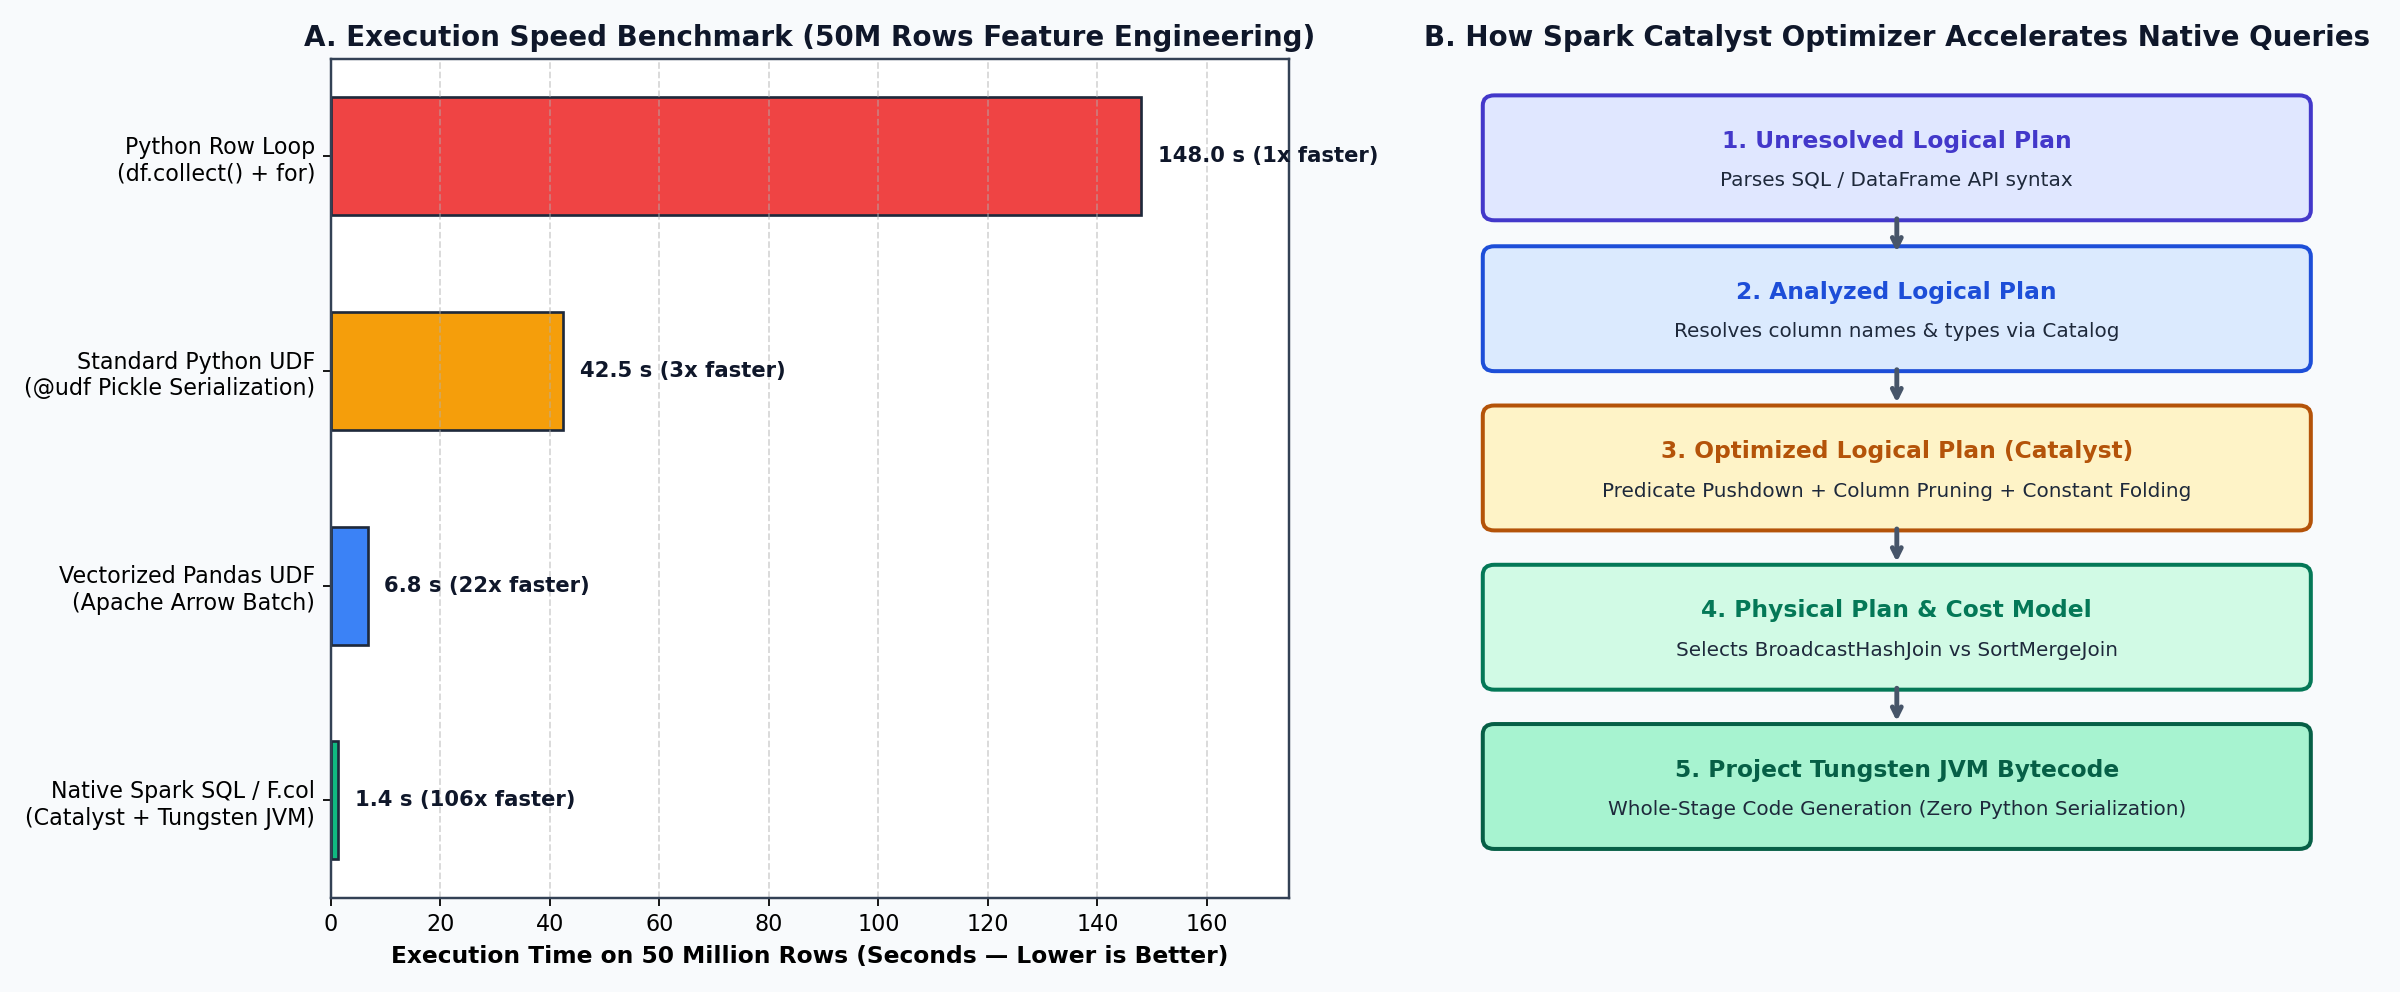 A. Execution Speed Benchmark (50M Rows Feature Engineering)
Python Row Loop
(df.collect() + for)
148.0 s (1x faster)
Standard Python UDF
(@udf Pickle Serialization)
42.5 s (3x faster)
Vectorized Pandas UDF
(Apache Arrow Batch)
6.8 s (22x faster)
Native Spark SQL / F.col
(Catalyst + Tungsten JVM)
1.4 s (106x faster)
0 20 40 60 80 100 120 140 160
Execution Time on 50 Million Rows (Seconds — Lower is Better)
B. How Spark Catalyst Optimizer Accelerates Native Queries
1. Unresolved Logical Plan
Parses SQL / DataFrame API syntax
2. Analyzed Logical Plan
Resolves column names & types via Catalog
3. Optimized Logical Plan (Catalyst)
Predicate Pushdown + Column Pruning + Constant Folding
4. Physical Plan & Cost Model
Selects BroadcastHashJoin vs SortMergeJoin
5. Project Tungsten JVM Bytecode
Whole-Stage Code Generation (Zero Python Serialization)